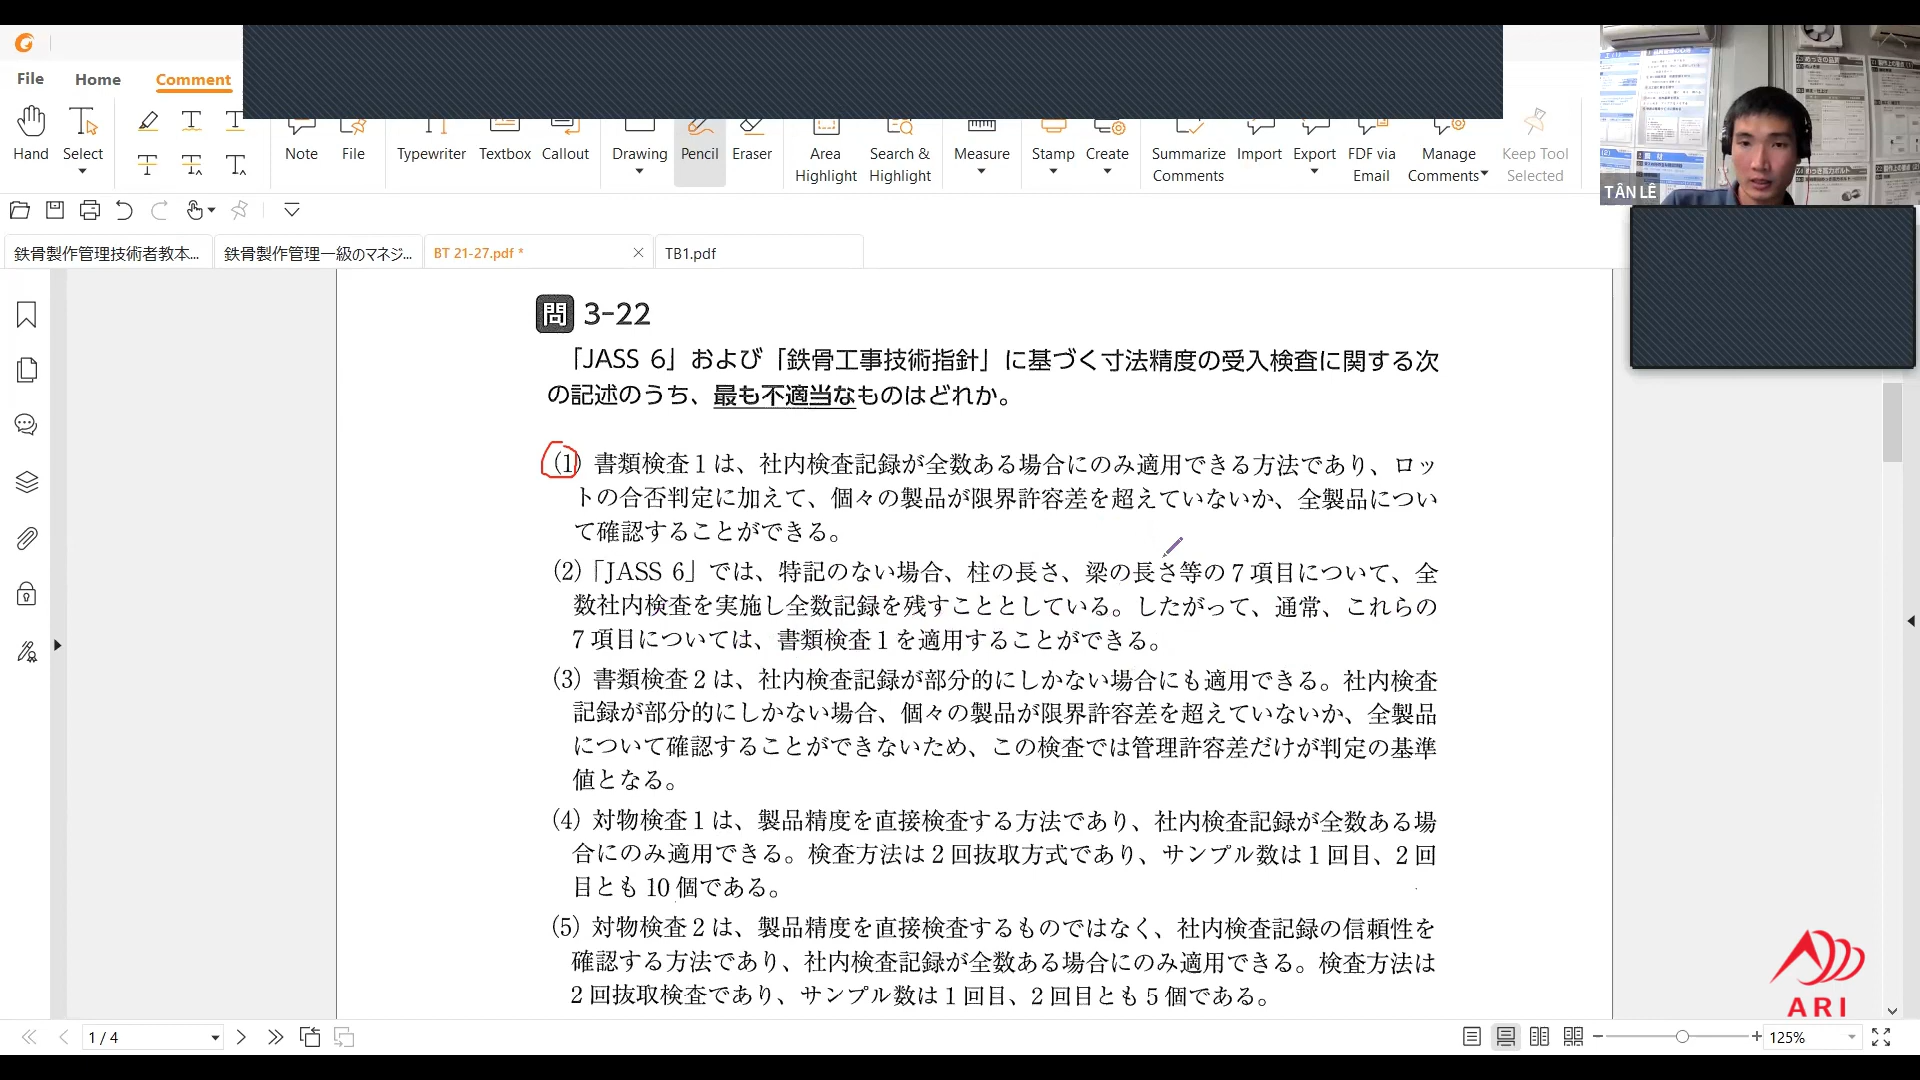 File
Home
Comment
Hand
Select
Note
File
Typewriter
Textbox
Callout
Drawing
Pencil
Eraser
Area
Highlight
Search &
Highlight
Measure
Stamp
Create
Summarize
Comments
Import
Export
FDF via
Email
Manage
Comments
Keep Tool
Selected
TÂN LÊ
鉄骨製作管理技術者教本...
鉄骨製作管理一級のマネジ...
BT 21-27.pdf *
TB1.pdf
問 3-22
「JASS 6」および「鉄骨工事技術指針」に基づく寸法精度の受入検査に関する次
の記述のうち、最も不適当なものはどれか。
(1) 書類検査1は、社内検査記録が全数ある場合にのみ適用できる方法であり、ロッ
トの合否判定に加えて、個々の製品が限界許容差を超えていないか、全製品につい
て確認することができる。
(2)「JASS 6」では、特記のない場合、柱の長さ、梁の長さ等の7項目について、全
数社内検査を実施し全数記録を残すこととしている。したがって、通常、これらの
7項目については、書類検査1を適用することができる。
(3) 書類検査2は、社内検査記録が部分的にしかない場合にも適用できる。社内検査
記録が部分的にしかない場合、個々の製品が限界許容差を超えていないか、全製品
について確認することができないため、この検査では管理許容差だけが判定の基準
値となる。
(4) 対物検査1は、製品精度を直接検査する方法であり、社内検査記録が全数ある場
合にのみ適用できる。検査方法は2回抜取方式であり、サンプル数は1回目、2回
目とも10個である。
(5) 対物検査2は、製品精度を直接検査するものではなく、社内検査記録の信頼性を
確認する方法であり、社内検査記録が全数ある場合にのみ適用できる。検査方法は
2回抜取検査であり、サンプル数は1回目、2回目とも5個である。
ARI
1 / 4
125%